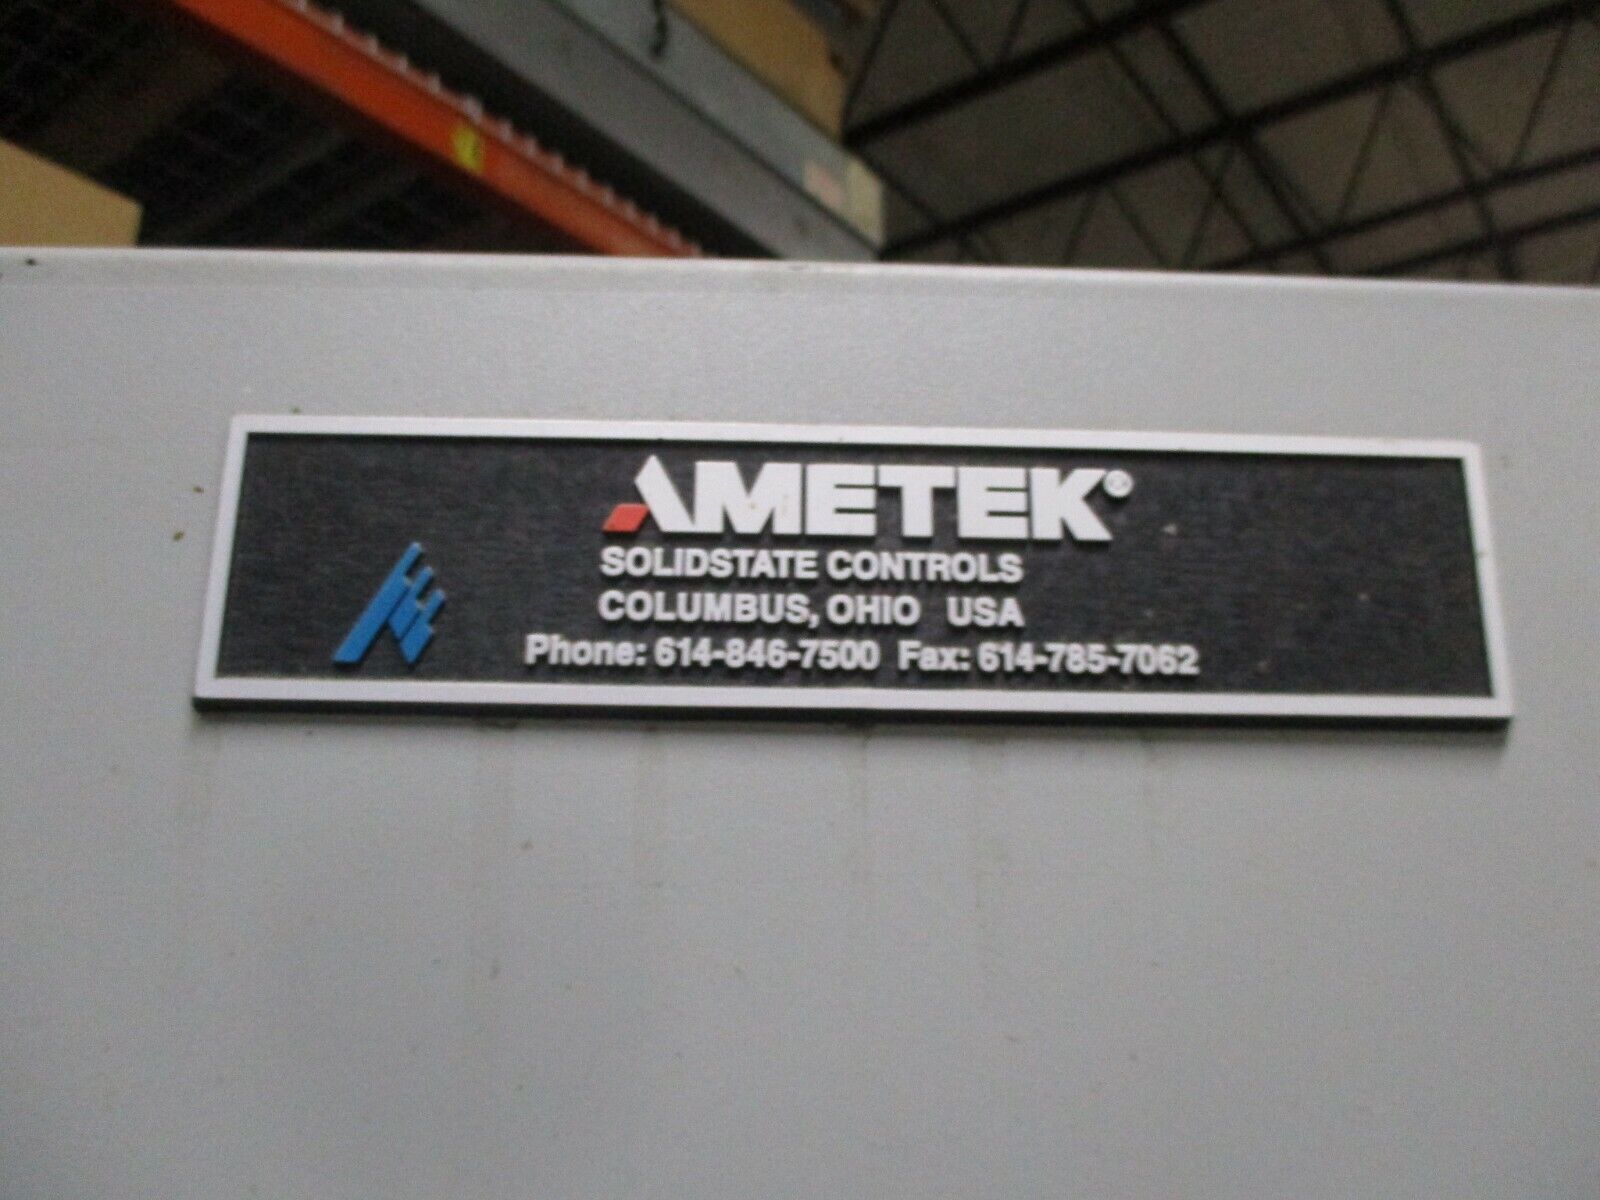 AMETEK®
SOLIDSTATE CONTROLS
COLUMBUS, OHIO USA
Phone: 614-846-7500 Fax: 614-785-7062